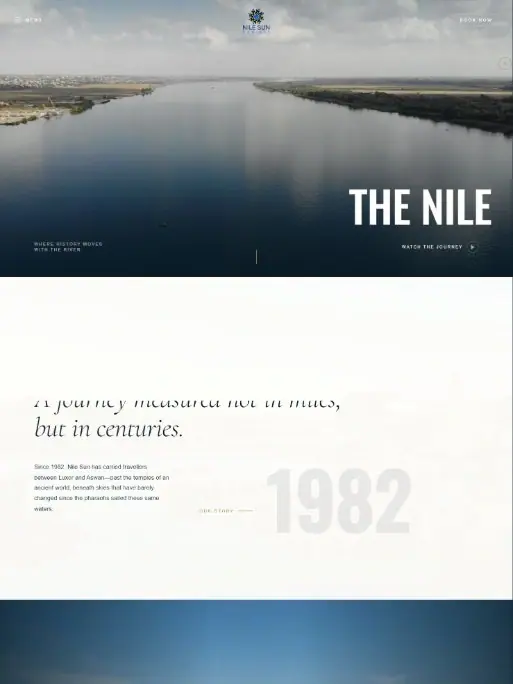 MENU
NILE SUN
BOOK NOW
THE NILE
WHERE HISTORY MOVES
WITH THE RIVER
WATCH THE JOURNEY
A journey measured not in miles,
but in centuries.
Since 1982, Nile Sun has carried travellers
between Luxor and Aswan—past the temples of an
ancient world, beneath skies that have barely
changed since the pharaohs sailed these same
waters.
OUR STORY
1982